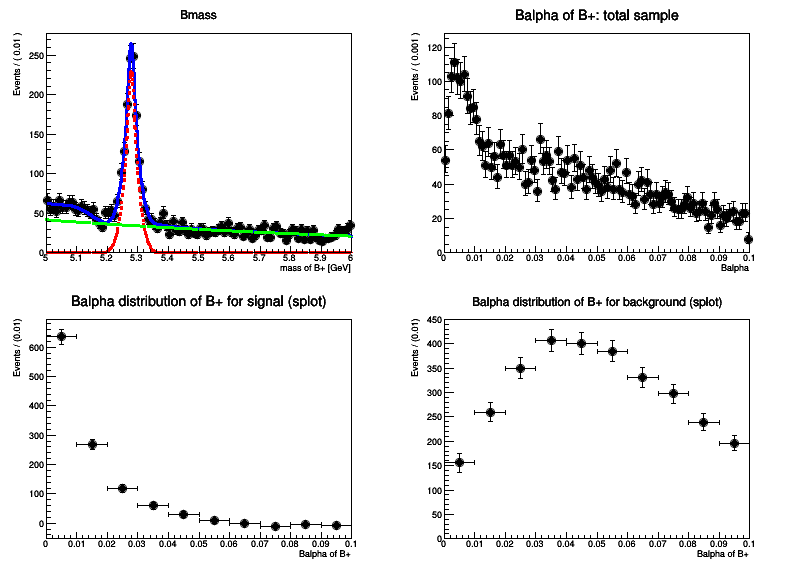 Bmass
Events / ( 0.01 )
250
200
150
100
50
0
5 5.1 5.2 5.3 5.4 5.5 5.6 5.7 5.8 5.9 6
mass of B+ [GeV]
Balpha of B+: total sample
Events / ( 0.001 )
120
100
80
60
40
20
0
0 0.01 0.02 0.03 0.04 0.05 0.06 0.07 0.08 0.09 0.1
Balpha
Balpha distribution of B+ for signal (splot)
Events / (0.01)
600
500
400
300
200
100
0
0 0.01 0.02 0.03 0.04 0.05 0.06 0.07 0.08 0.09 0.1
Balpha of B+
Balpha distribution of B+ for background (splot)
Events / (0.01)
450
400
350
300
250
200
150
100
50
0
0 0.01 0.02 0.03 0.04 0.05 0.06 0.07 0.08 0.09 0.1
Balpha of B+